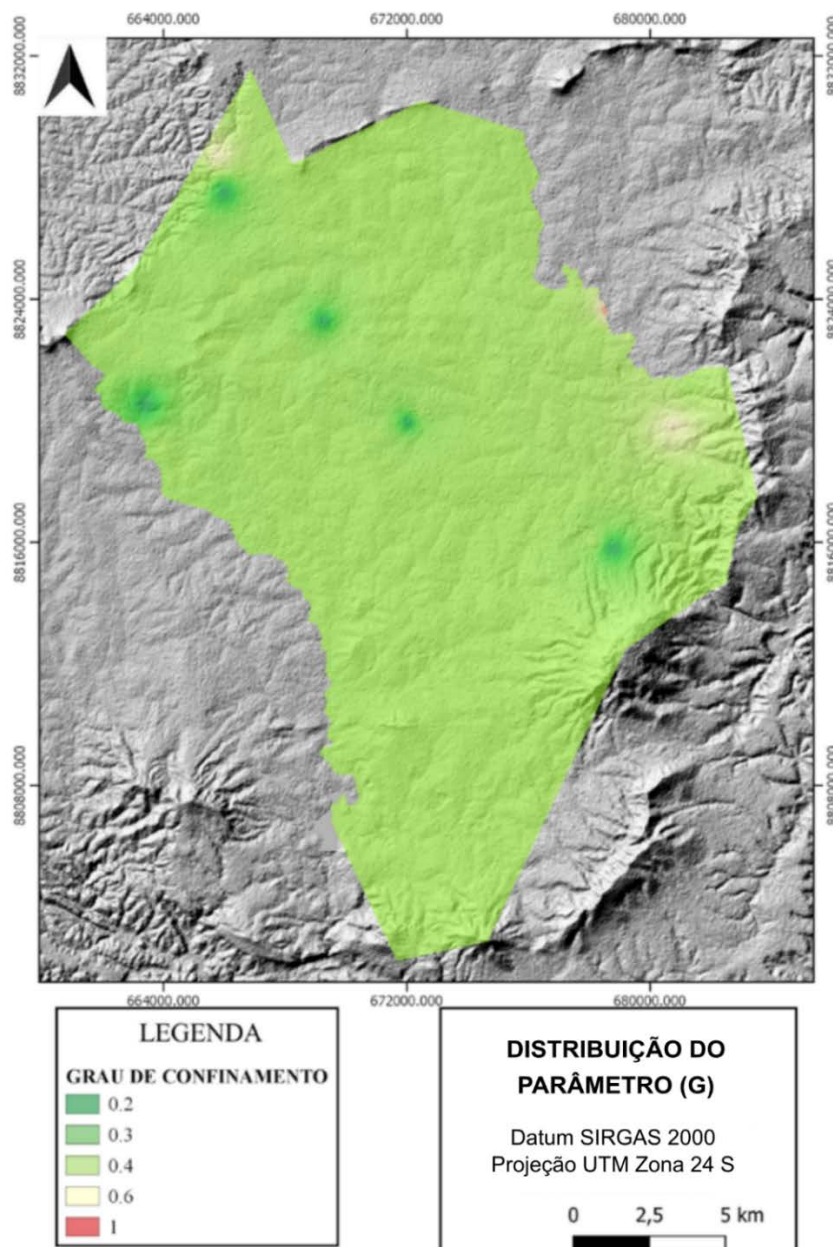 664000.000 672000.000 680000.000
8832000.000 8832000.000
8824000.000 8824000.000
8816000.000 8816000.000
8808000.000 8808000.000
664000.000 672000.000 680000.000
LEGENDA
GRAU DE CONFINAMENTO
0.2
0.3
0.4
0.6
1
DISTRIBUIÇÃO DO
PARÂMETRO (G)
Datum SIRGAS 2000
Projeção UTM Zona 24 S
0 2,5 5 km